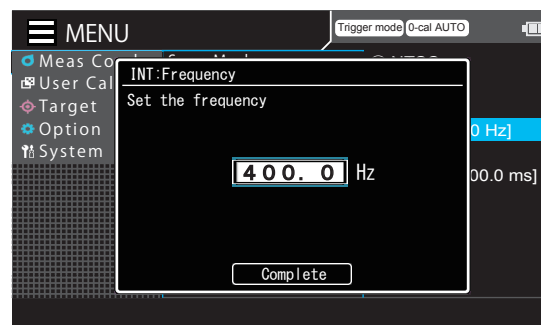 MENU
Trigger mode 0-cal AUTO
Meas Co
User Cal
Target
Option
System
INT:Frequency
Set the frequency
400. 0 Hz
Complete
0 Hz]
00.0 ms]